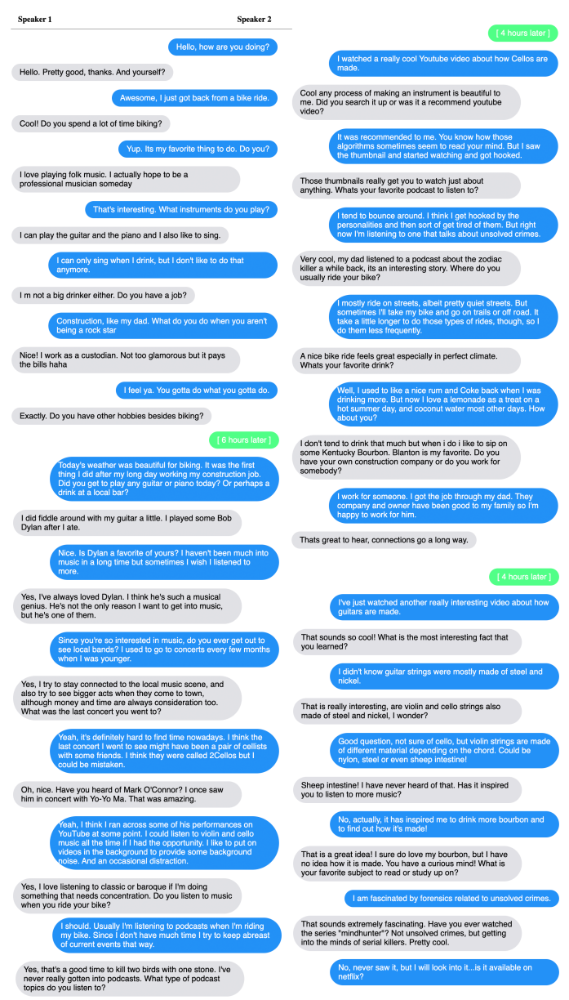 Speaker 1
Speaker 2
Hello, how are you doing?
Hello. Pretty good, thanks. And yourself?
Awesome, I just got back from a bike ride.
Cool! Do you spend a lot of time biking?
Yup. Its my favorite thing to do. Do you?
I love playing folk music. I actually hope to be a
professional musician someday
That's interesting. What instruments do you play?
I can play the guitar and the piano and I also like to sing.
I can only sing when I drink, but I don't like to do that
anymore.
I m not a big drinker either. Do you have a job?
Construction, like my dad. What do you do when you aren't
being a rock star
Nice! I work as a custodian. Not too glamorous but it pays
the bills haha
I feel ya. You gotta do what you gotta do.
Exactly. Do you have other hobbies besides biking?
[ 6 hours later ]
Today's weather was beautiful for biking. It was the first
thing I did after my long day working my construction job.
Did you get to play any guitar or piano today? Or perhaps a
drink at a local bar?
I did fiddle around with my guitar a little. I played some Bob
Dylan after I ate.
Nice. Is Dylan a favorite of yours? I haven't been much into
music in a long time but sometimes I wish I listened to
more.
Yes, I've always loved Dylan. I think he's such a musical
genius. He's not the only reason I want to get into music,
but he's one of them.
Since you're so interested in music, do you ever get out to
see local bands? I used to go to concerts every few months
when I was younger.
Yes, I try to stay connected to the local music scene, and
also try to see bigger acts when they come to town,
although money and time are always consideration too.
What was the last concert you went to?
Yeah, it's definitely hard to find time nowadays. I think the
last concert I went to see might have been a pair of cellists
with some friends. I think they were called 2Cellos but I
could be mistaken.
Oh, nice. Have you heard of Mark O'Connor? I once saw
him in concert with Yo-Yo Ma. That was amazing.
Yeah, I think I ran across some of his performances on
YouTube at some point. I could listen to violin and cello
music all the time if I had the opportunity. I like to put on
videos in the background to provide some background
noise. And an occasional distraction.
Yes, I love listening to classic or baroque if I'm doing
something that needs concentration. Do you listen to music
when you ride your bike?
I should. Usually I'm listening to podcasts when I'm riding
my bike. Since I don't have much time I try to keep abreast
of current events that way.
Yes, that's a good time to kill two birds with one stone. I've
never really gotten into podcasts. What type of podcast
topics do you listen to?
[ 4 hours later ]
I watched a really cool Youtube video about how Cellos are
made.
Cool any process of making an instrument is beautiful to
me. Did you search it up or was it a recommend youtube
video?
It was recommended to me. You know how those
algorithms sometimes seem to read your mind. But I saw
the thumbnail and started watching and got hooked.
Those thumbnails really get you to watch just about
anything. Whats your favorite podcast to listen to?
I tend to bounce around. I think I get hooked by the
personalities and then sort of get tired of them. But right
now I'm listening to one that talks about unsolved crimes.
Very cool, my dad listened to a podcast about the zodiac
killer a while back, its an interesting story. Where do you
usually ride your bike?
I mostly ride on streets, albeit pretty quiet streets. But
sometimes I'll take my bike and go on trails or off road. It
take a little longer to do those types of rides, though, so I
do them less frequently.
A nice bike ride feels great especially in perfect climate.
Whats your favorite drink?
Well, I used to like a nice rum and Coke back when I was
drinking more. But now I love a lemonade as a treat on a
hot summer day, and coconut water most other days. How
about you?
I don't tend to drink that much but when i do i like to sip on
some Kentucky Bourbon. Blanton is my favorite. Do you
have your own construction company or do you work for
somebody?
I work for someone. I got the job through my dad. They
company and owner have been good to my family so I'm
happy to work for him.
Thats great to hear, connections go a long way.
[ 4 hours later ]
I've just watched another really interesting video about how
guitars are made.
That sounds so cool! What is the most interesting fact that
you learned?
I didn't know guitar strings were mostly made of steel and
nickel.
That is really interesting, are violin and cello strings also
made of steel and nickel, I wonder?
Good question, not sure of cello, but violin strings are made
of different material depending on the chord. Could be
nylon, steel or even sheep intestine!
Sheep intestine! I have never heard of that. Has it inspired
you to listen to more music?
No, actually, it has inspired me to drink more bourbon and
to find out how it's made!
That is a great idea! I sure do love my bourbon, but I have
no idea how it is made. You have a curious mind! What is
your favorite subject to read or study up on?
I am fascinated by forensics related to unsolved crimes.
That sounds extremely fascinating. Have you ever watched
the series "mindhunter"? Not unsolved crimes, but getting
into the minds of serial killers. Pretty cool.
No, never saw it, but I will look into it...is it available on
netflix?